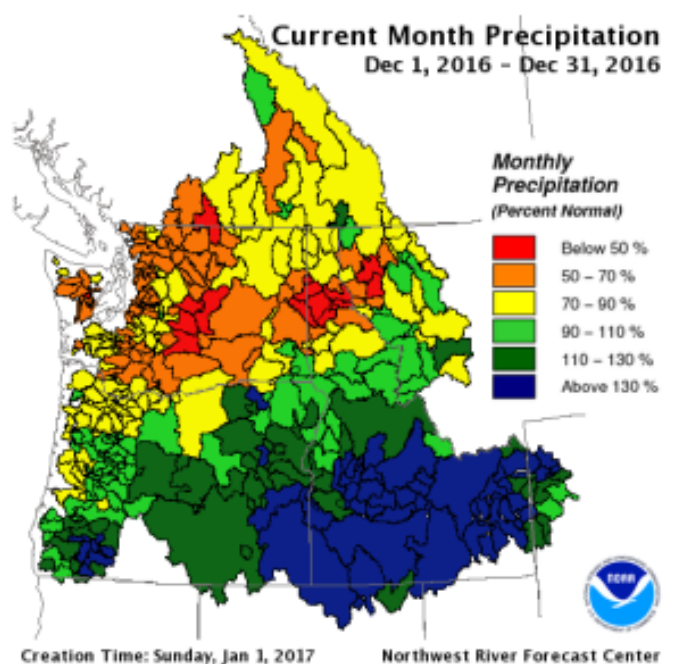 Current Month Precipitation
Dec 1, 2016 - Dec 31, 2016
Monthly
Precipitation
(Percent Normal)
Below 50 %
50 - 70 %
70 - 90 %
90 - 110 %
110 - 130 %
Above 130 %
NOAA
Creation Time: Sunday, Jan 1, 2017
Northwest River Forecast Center